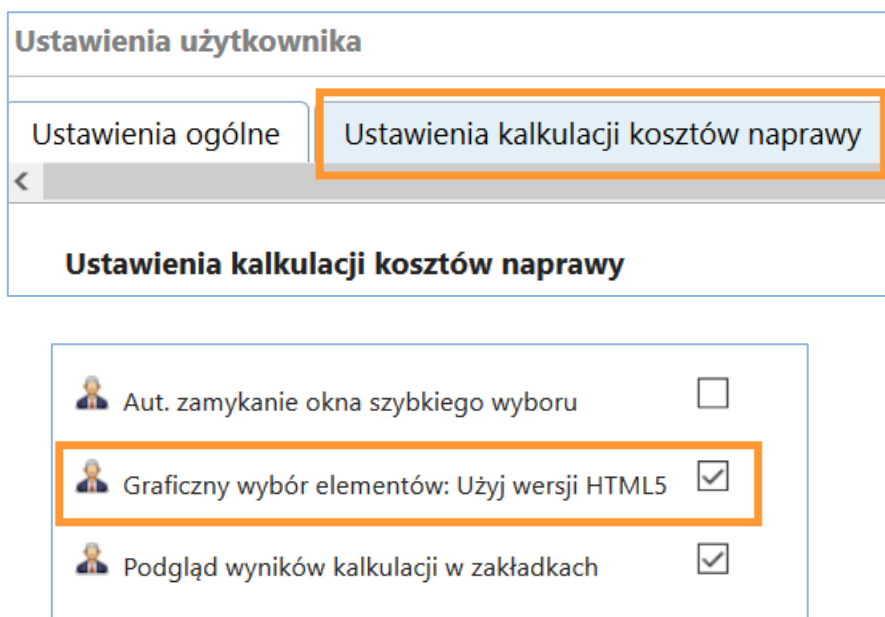 Ustawienia użytkownika
Ustawienia ogólne
Ustawienia kalkulacji kosztów naprawy
Ustawienia kalkulacji kosztów naprawy
Aut. zamykanie okna szybkiego wyboru
Graficzny wybór elementów: Użyj wersji HTML5
Podgląd wyników kalkulacji w zakładkach